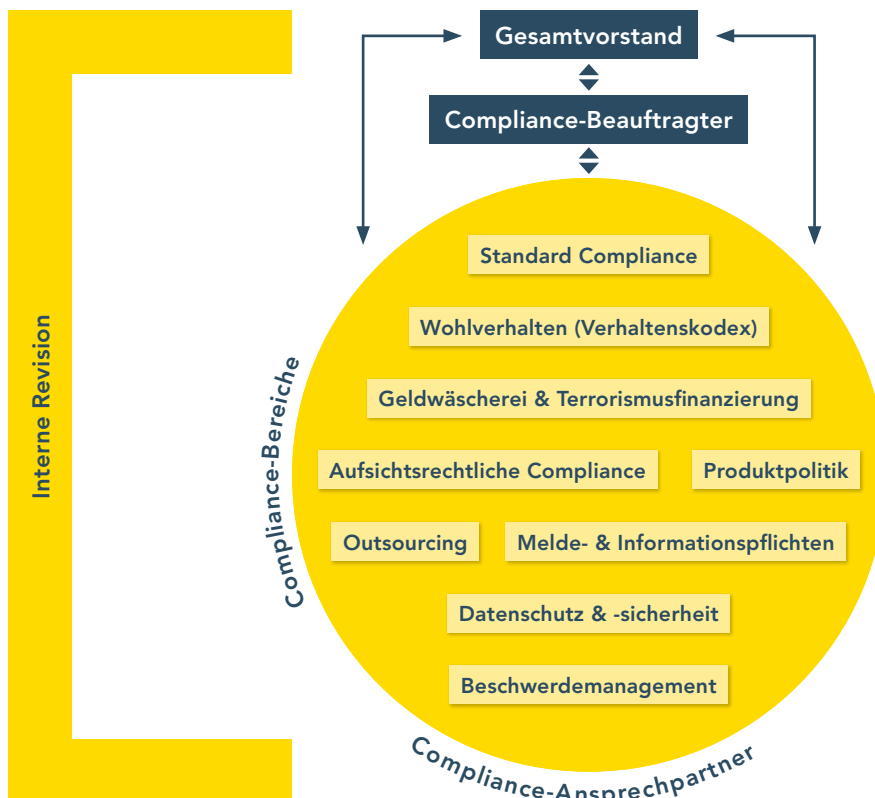 Gesamtvorstand
Compliance-Beauftragter
Interne Revision
Compliance-Bereiche
Standard Compliance
Wohlverhalten (Verhaltenskodex)
Geldwäscherei & Terrorismusfinanzierung
Aufsichtsrechtliche Compliance
Produktpolitik
Outsourcing
Melde- & Informationspflichten
Datenschutz & -sicherheit
Beschwerdemanagement
Compliance-Ansprechpartner